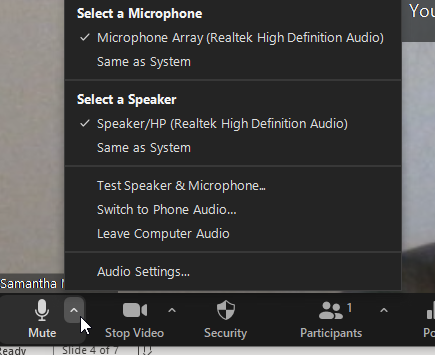 You
Select a Microphone
Microphone Array (Realtek High Definition Audio)
Same as System
Select a Speaker
Speaker/HP (Realtek High Definition Audio)
Same as System
Test Speaker & Microphone...
Switch to Phone Audio...
Leave Computer Audio
Audio Settings...
Samantha
1
Mute Stop Video Security Participants
Slide 4 of 7